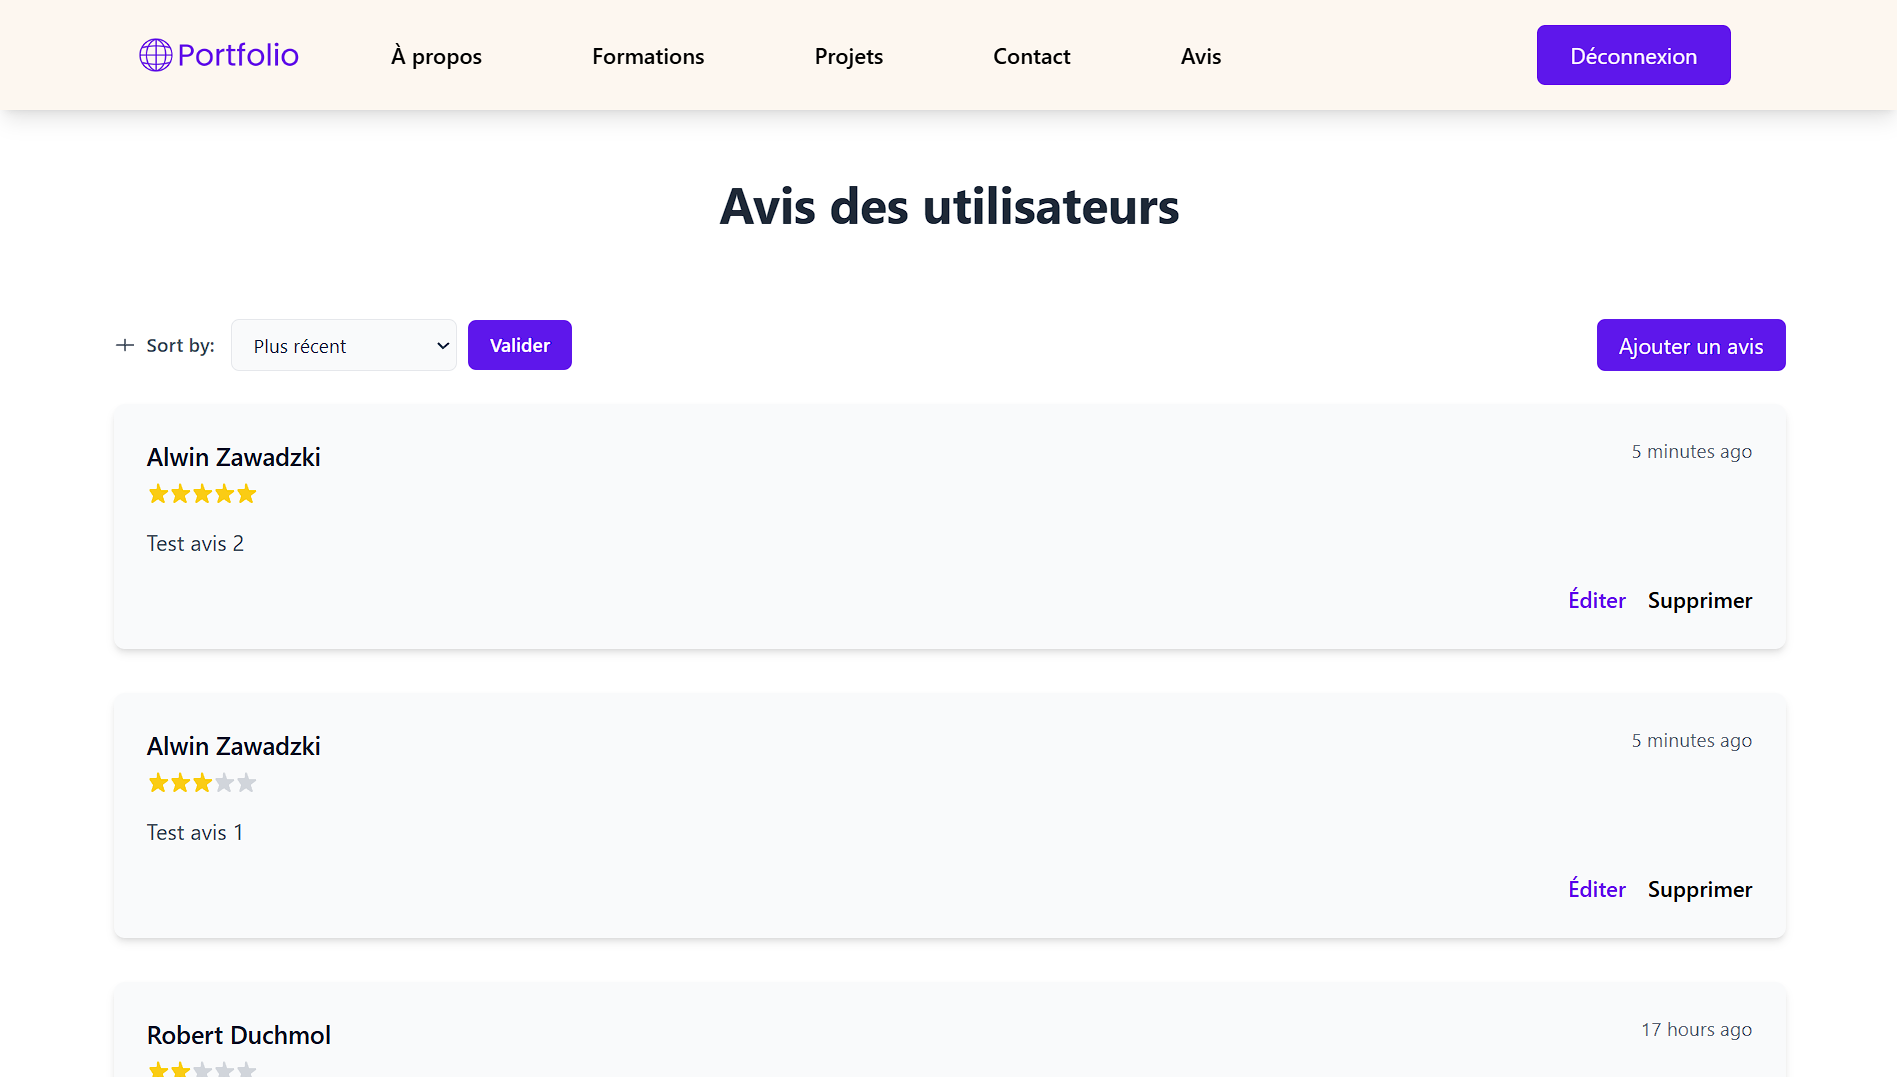 Portfolio À propos Formations Projets Contact Avis Déconnexion
Avis des utilisateurs
Sort by: Plus récent Valider Ajouter un avis
Alwin Zawadzki 5 minutes ago
Test avis 2
Éditer Supprimer
Alwin Zawadzki 5 minutes ago
Test avis 1
Éditer Supprimer
Robert Duchmol 17 hours ago